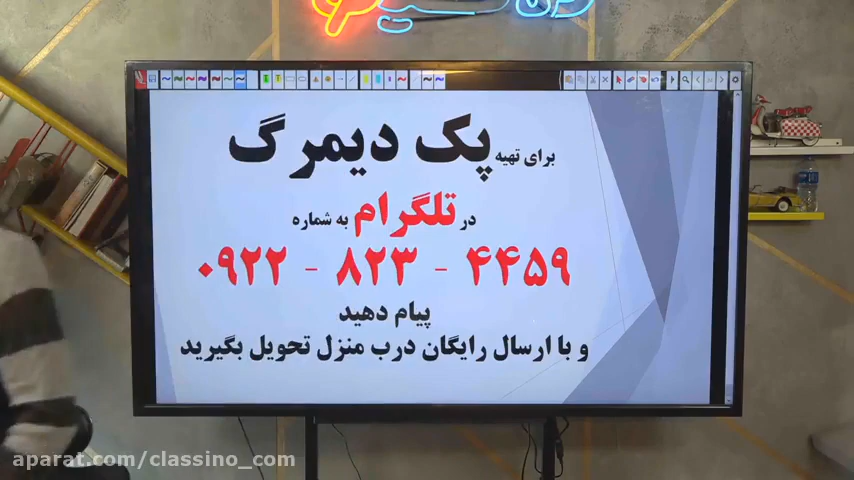 برای تهیه پک دیمرگ
در تلگرام به شماره
۰۹۲۲ - ۸۲۳ - ۴۴۵۹
پیام دهید
و با ارسال رایگان درب منزل تحویل بگیرید
aparat.com/classino_com